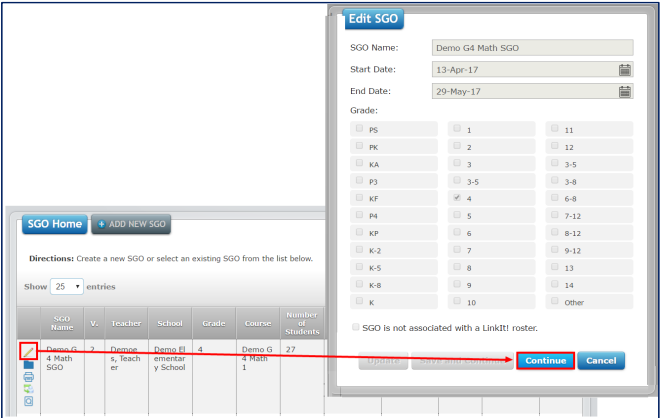 Edit SGO
SGO Name: Demo G4 Math SGO
Start Date: 13-Apr-17
End Date: 29-May-17
Grade:
PS 1 11
PK 2 12
KA 3 3-5
P3 3-5 3-8
KF 4 6-8
P4 5 7-12
KP 6 8-12
K-2 7 9-12
K-5 8 13
K-8 9 14
K 10 Other
SGO is not associated with a LinkIt! roster.
Update Save and Continue Continue Cancel
SGO Home + ADD NEW SGO
Directions: Create a new SGO or select an existing SGO from the list below.
Show 25 entries
SGO Name V. Teacher School Grade Course Number of Students
Demo G 2 Demoe Demo El 4 Demo G 27
4 Math s, Teach ementar 4 Math
SGO er y School 1